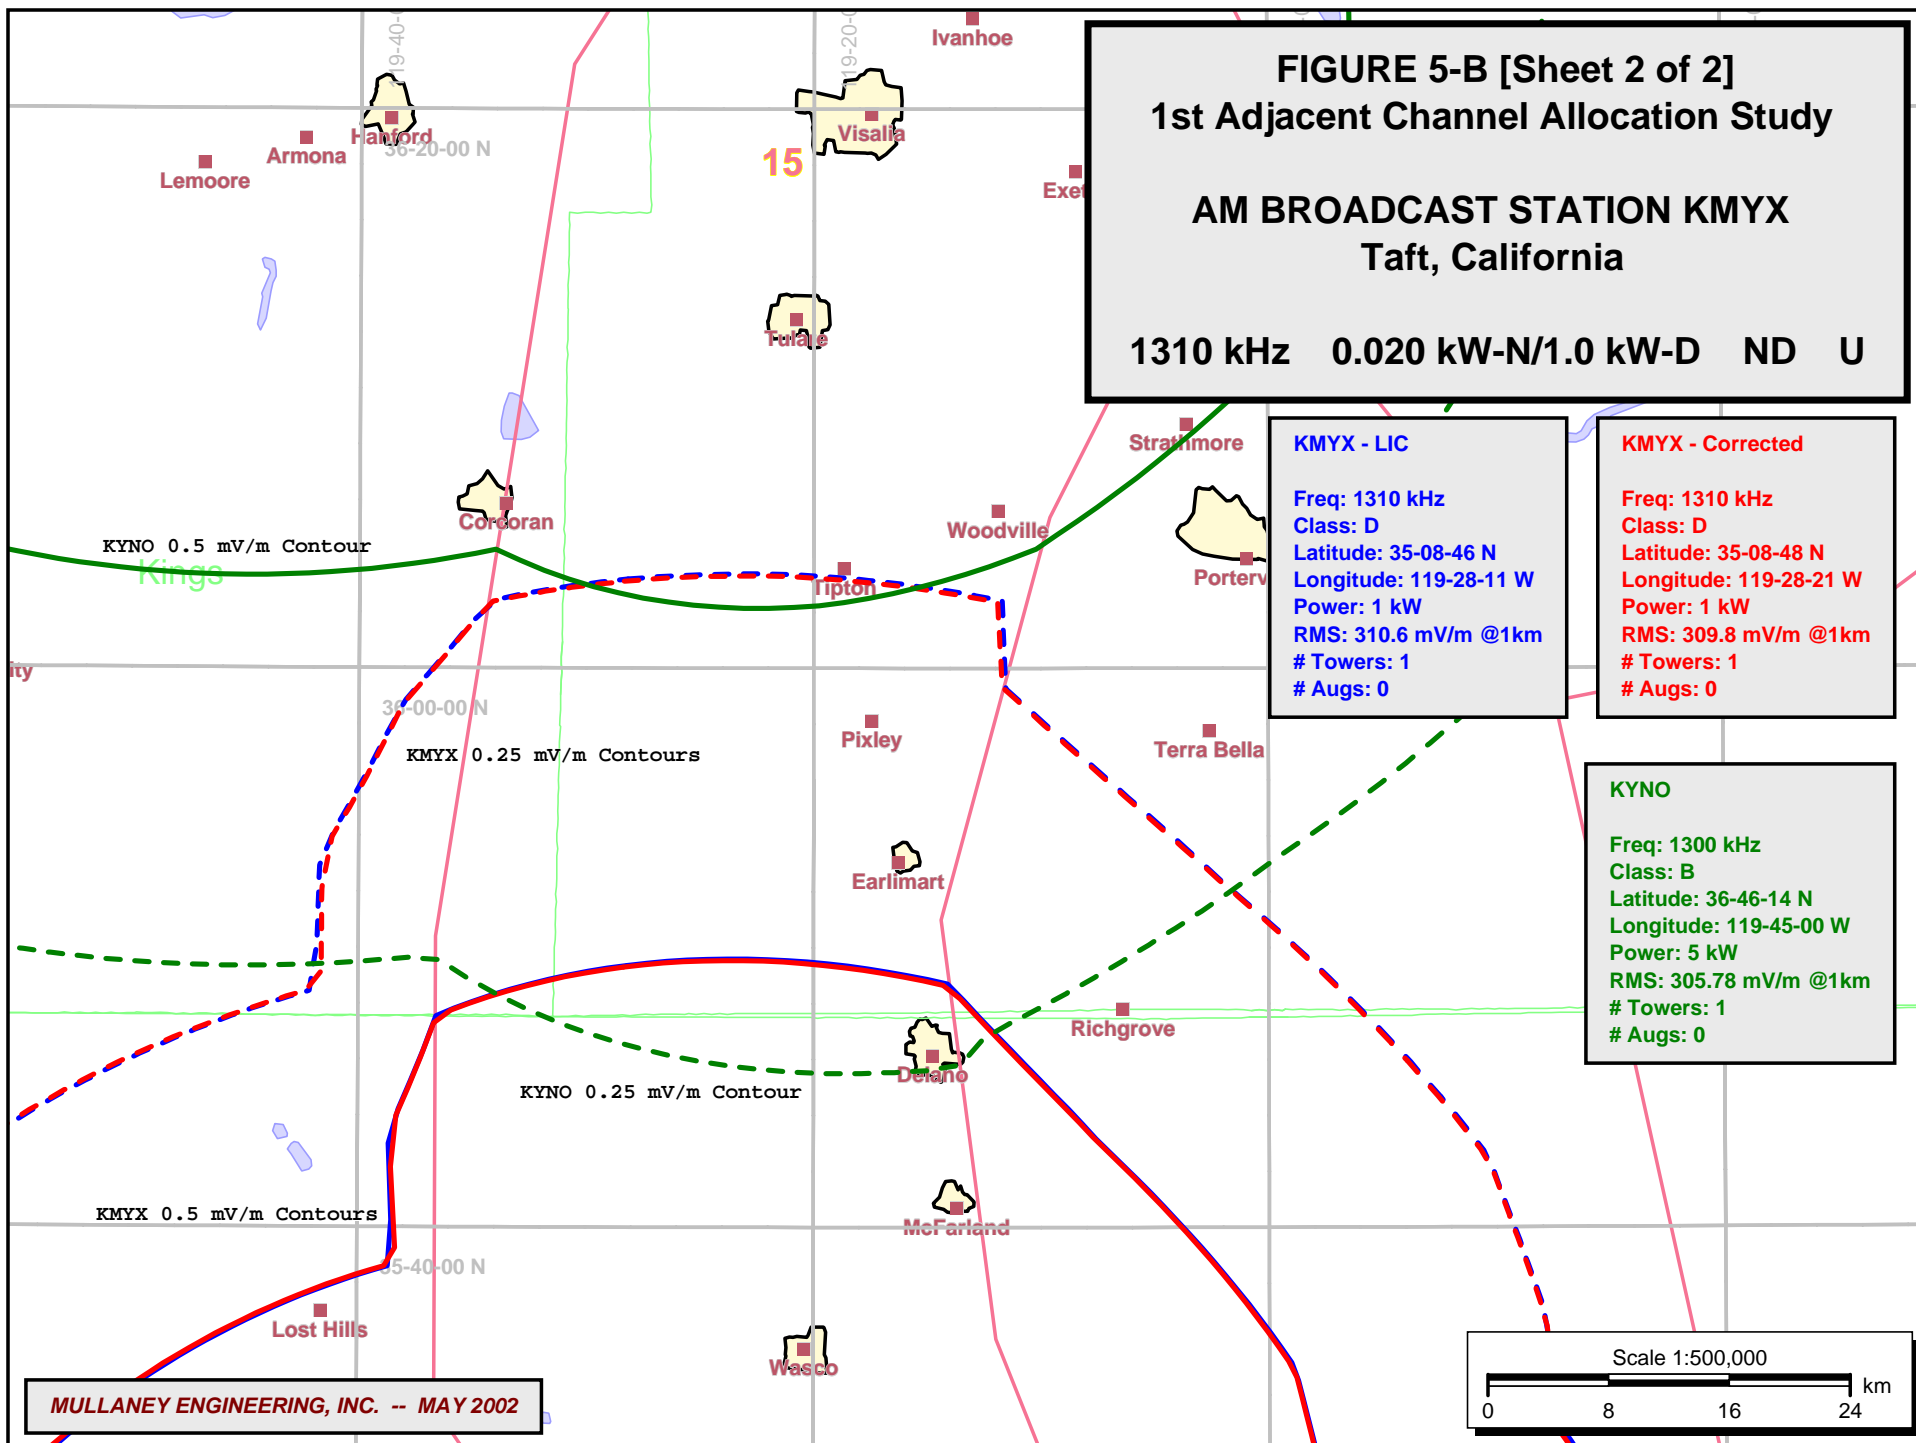 FIGURE 5-B [Sheet 2 of 2]
1st Adjacent Channel Allocation Study
AM BROADCAST STATION KMYX
Taft, California
1310 kHz 0.020 kW-N/1.0 kW-D ND U
119-40-0
119-20-0
Ivanhoe
Hanford
Armona
Lemoore
36-20-00 N
Visalia
15
Exet
Tulare
Strathmore
Corcoran
Woodville
KYNO 0.5 mV/m Contour
Kings
Tipton
Porterv
ity
36-00-00 N
KMYX 0.25 mV/m Contours
Pixley
Terra Bella
Earlimart
Richgrove
Delano
KYNO 0.25 mV/m Contour
KMYX 0.5 mV/m Contours
McFarland
35-40-00 N
Lost Hills
Wasco
KMYX - LIC
Freq: 1310 kHz
Class: D
Latitude: 35-08-46 N
Longitude: 119-28-11 W
Power: 1 kW
RMS: 310.6 mV/m @1km
# Towers: 1
# Augs: 0
KMYX - Corrected
Freq: 1310 kHz
Class: D
Latitude: 35-08-48 N
Longitude: 119-28-21 W
Power: 1 kW
RMS: 309.8 mV/m @1km
# Towers: 1
# Augs: 0
KYNO
Freq: 1300 kHz
Class: B
Latitude: 36-46-14 N
Longitude: 119-45-00 W
Power: 5 kW
RMS: 305.78 mV/m @1km
# Towers: 1
# Augs: 0
MULLANEY ENGINEERING, INC. -- MAY 2002
Scale 1:500,000
km
0 8 16 24